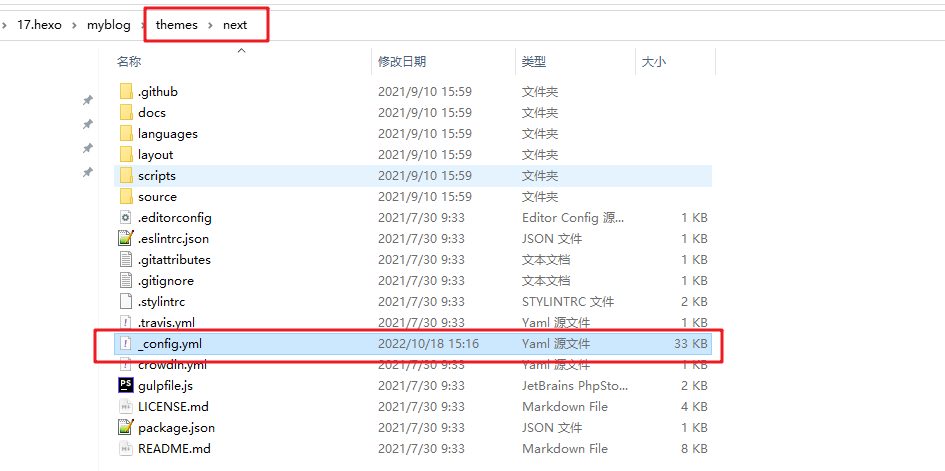 17.hexo > myblog > themes > next
名称 修改日期 类型 大小
.github 2021/9/10 15:59 文件夹
docs 2021/9/10 15:59 文件夹
languages 2021/9/10 15:59 文件夹
layout 2021/9/10 15:59 文件夹
scripts 2021/9/10 15:59 文件夹
source 2021/9/10 15:59 文件夹
.editorconfig 2021/7/30 9:33 Editor Config 源... 1 KB
.eslintrc.json 2021/7/30 9:33 JSON 文件 1 KB
.gitattributes 2021/7/30 9:33 文本文档 1 KB
.gitignore 2021/7/30 9:33 文本文档 1 KB
.stylintrc 2021/7/30 9:33 STYLINTRC 文件 2 KB
.travis.yml 2021/7/30 9:33 Yaml 源文件 1 KB
_config.yml 2022/10/18 15:16 Yaml 源文件 33 KB
crowdin.yml 2021/7/30 9:33 Yaml 源文件 1 KB
gulpfile.js 2021/7/30 9:33 JetBrains PhpSto... 2 KB
LICENSE.md 2021/7/30 9:33 Markdown File 4 KB
package.json 2021/7/30 9:33 JSON 文件 1 KB
README.md 2021/7/30 9:33 Markdown File 8 KB